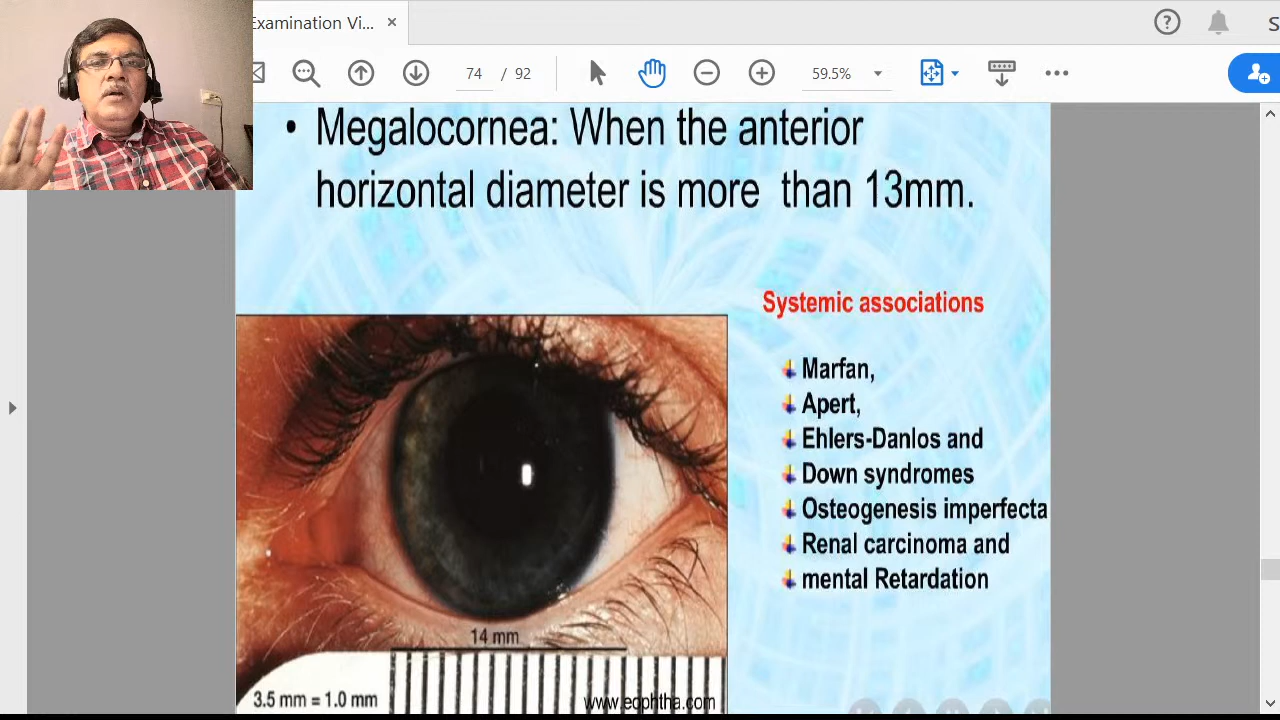 Examination Vi...
74 / 92
59.5%
• Megalocornea: When the anterior
horizontal diameter is more than 13mm.
Systemic associations
Marfan,
Apert,
Ehlers-Danlos and
Down syndromes
Osteogenesis imperfecta
Renal carcinoma and
mental Retardation
14 mm
3.5 mm = 1.0 mm
www.eophtha.com